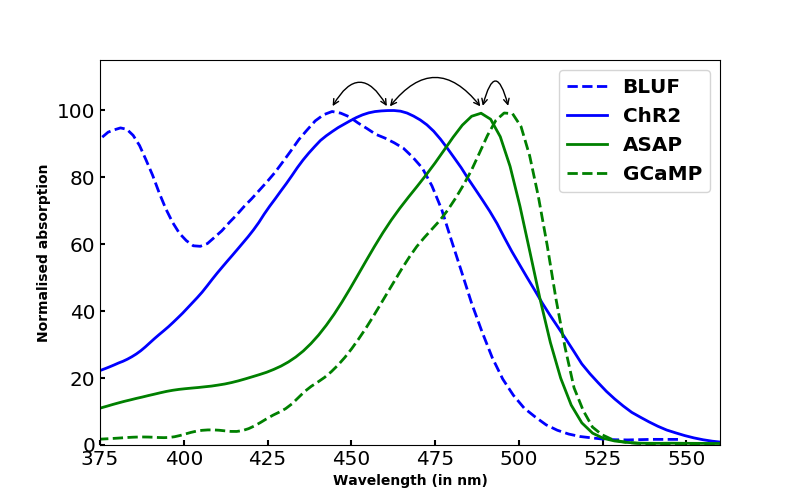 BLUF
ChR2
ASAP
GCaMP
Normalised absorption
100
80
60
40
20
0
375 400 425 450 475 500 525 550
Wavelength (in nm)